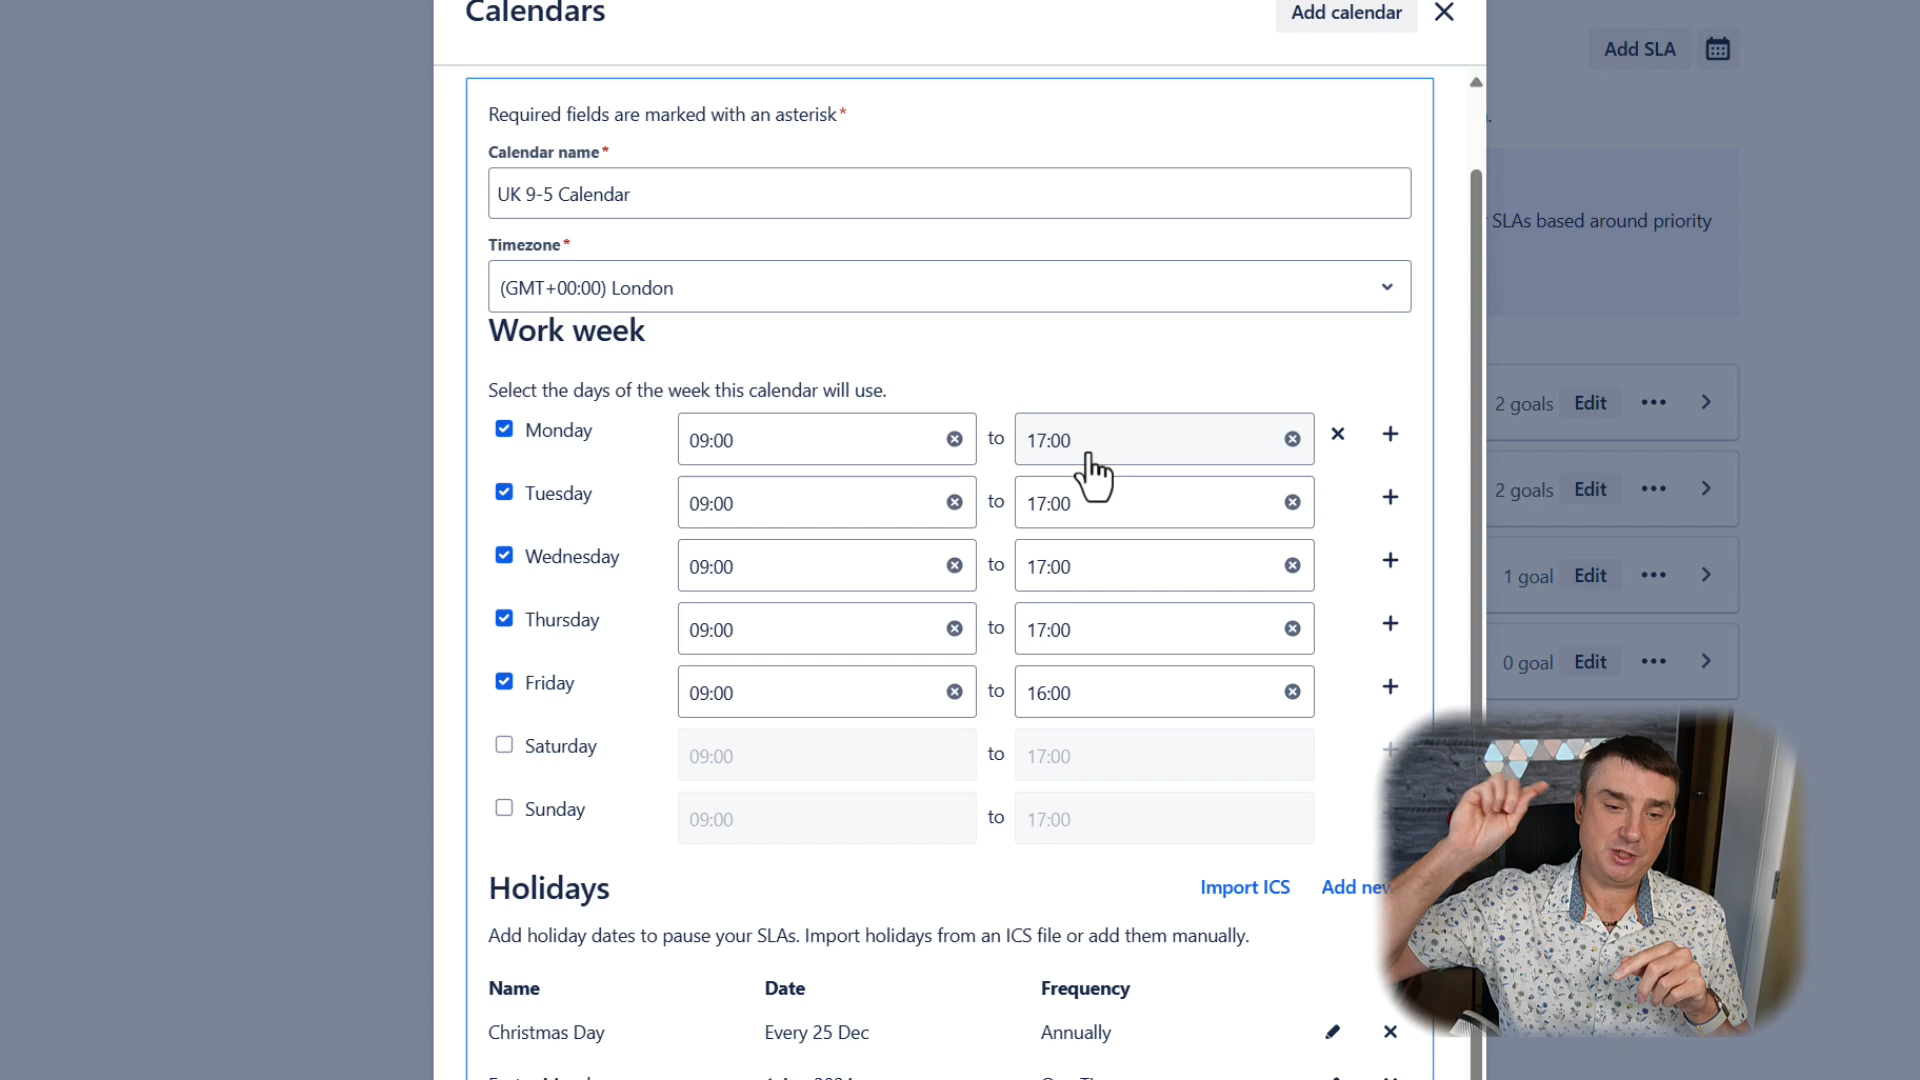 Calendars
Add calendar
Add SLA
Required fields are marked with an asterisk*
Calendar name*
UK 9-5 Calendar
SLAs based around priority
Timezone*
(GMT+00:00) London
Work week
Select the days of the week this calendar will use.
Monday 09:00 to 17:00
2 goals Edit
Tuesday 09:00 to 17:00
2 goals Edit
Wednesday 09:00 to 17:00
1 goal Edit
Thursday 09:00 to 17:00
0 goal Edit
Friday 09:00 to 16:00
Saturday 09:00 to 17:00
Sunday 09:00 to 17:00
Holidays
Import ICS
Add new
Add holiday dates to pause your SLAs. Import holidays from an ICS file or add them manually.
Name Date Frequency
Christmas Day Every 25 Dec Annually